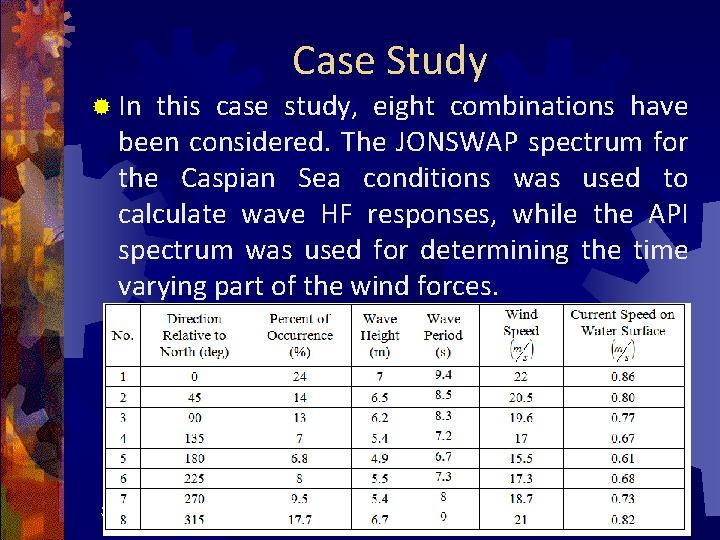 Case Study
In this case study, eight combinations have
been considered. The JONSWAP spectrum for
the Caspian Sea conditions was used to
calculate wave HF responses, while the API
spectrum was used for determining the time
varying part of the wind forces.
No. Direction Relative to North (deg) Percent of Occurrence (%) Wave Height (m) Wave Period (s) Wind Speed (m/s) Current Speed on Water Surface (m/s)
1 0 24 7 9.4 22 0.86
2 45 14 6.5 8.5 20.5 0.80
3 90 13 6.2 8.3 19.6 0.77
4 135 7 5.4 7.2 17 0.67
5 180 6.8 4.9 6.7 15.5 0.61
6 225 8 5.5 7.3 17.3 0.68
7 270 9.5 5.4 8 18.7 0.73
8 315 17.7 6.7 9 21 0.82